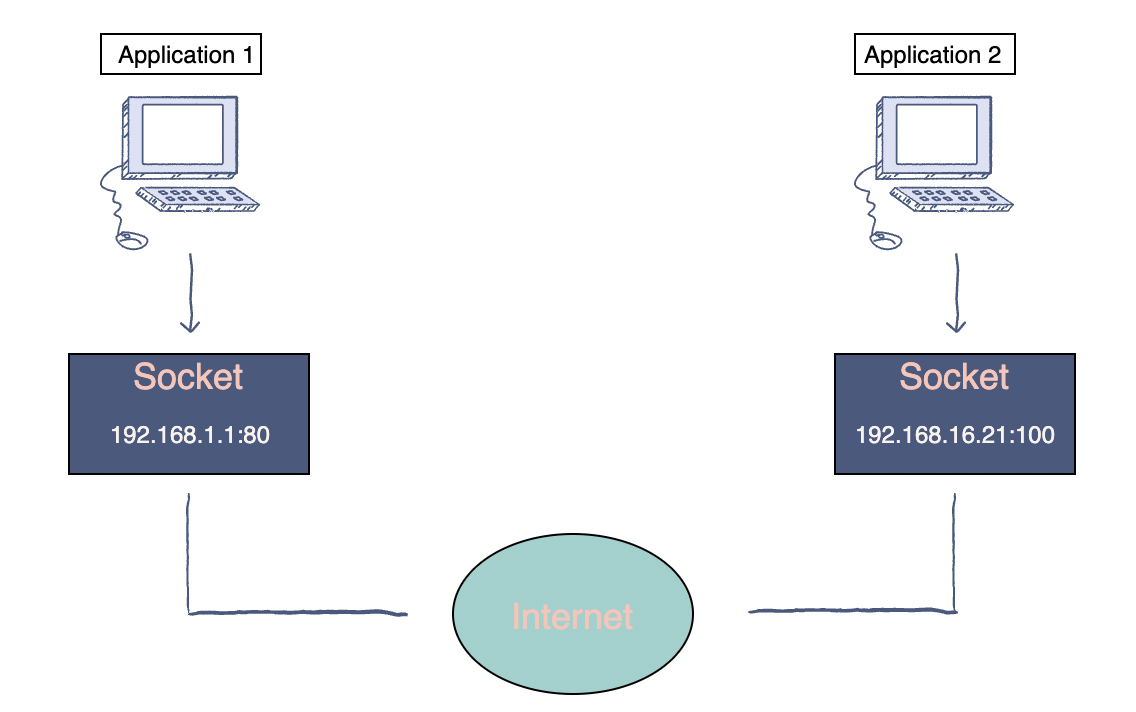 Application 1
Application 2
Socket
192.168.1.1:80
Socket
192.168.16.21:100
Internet